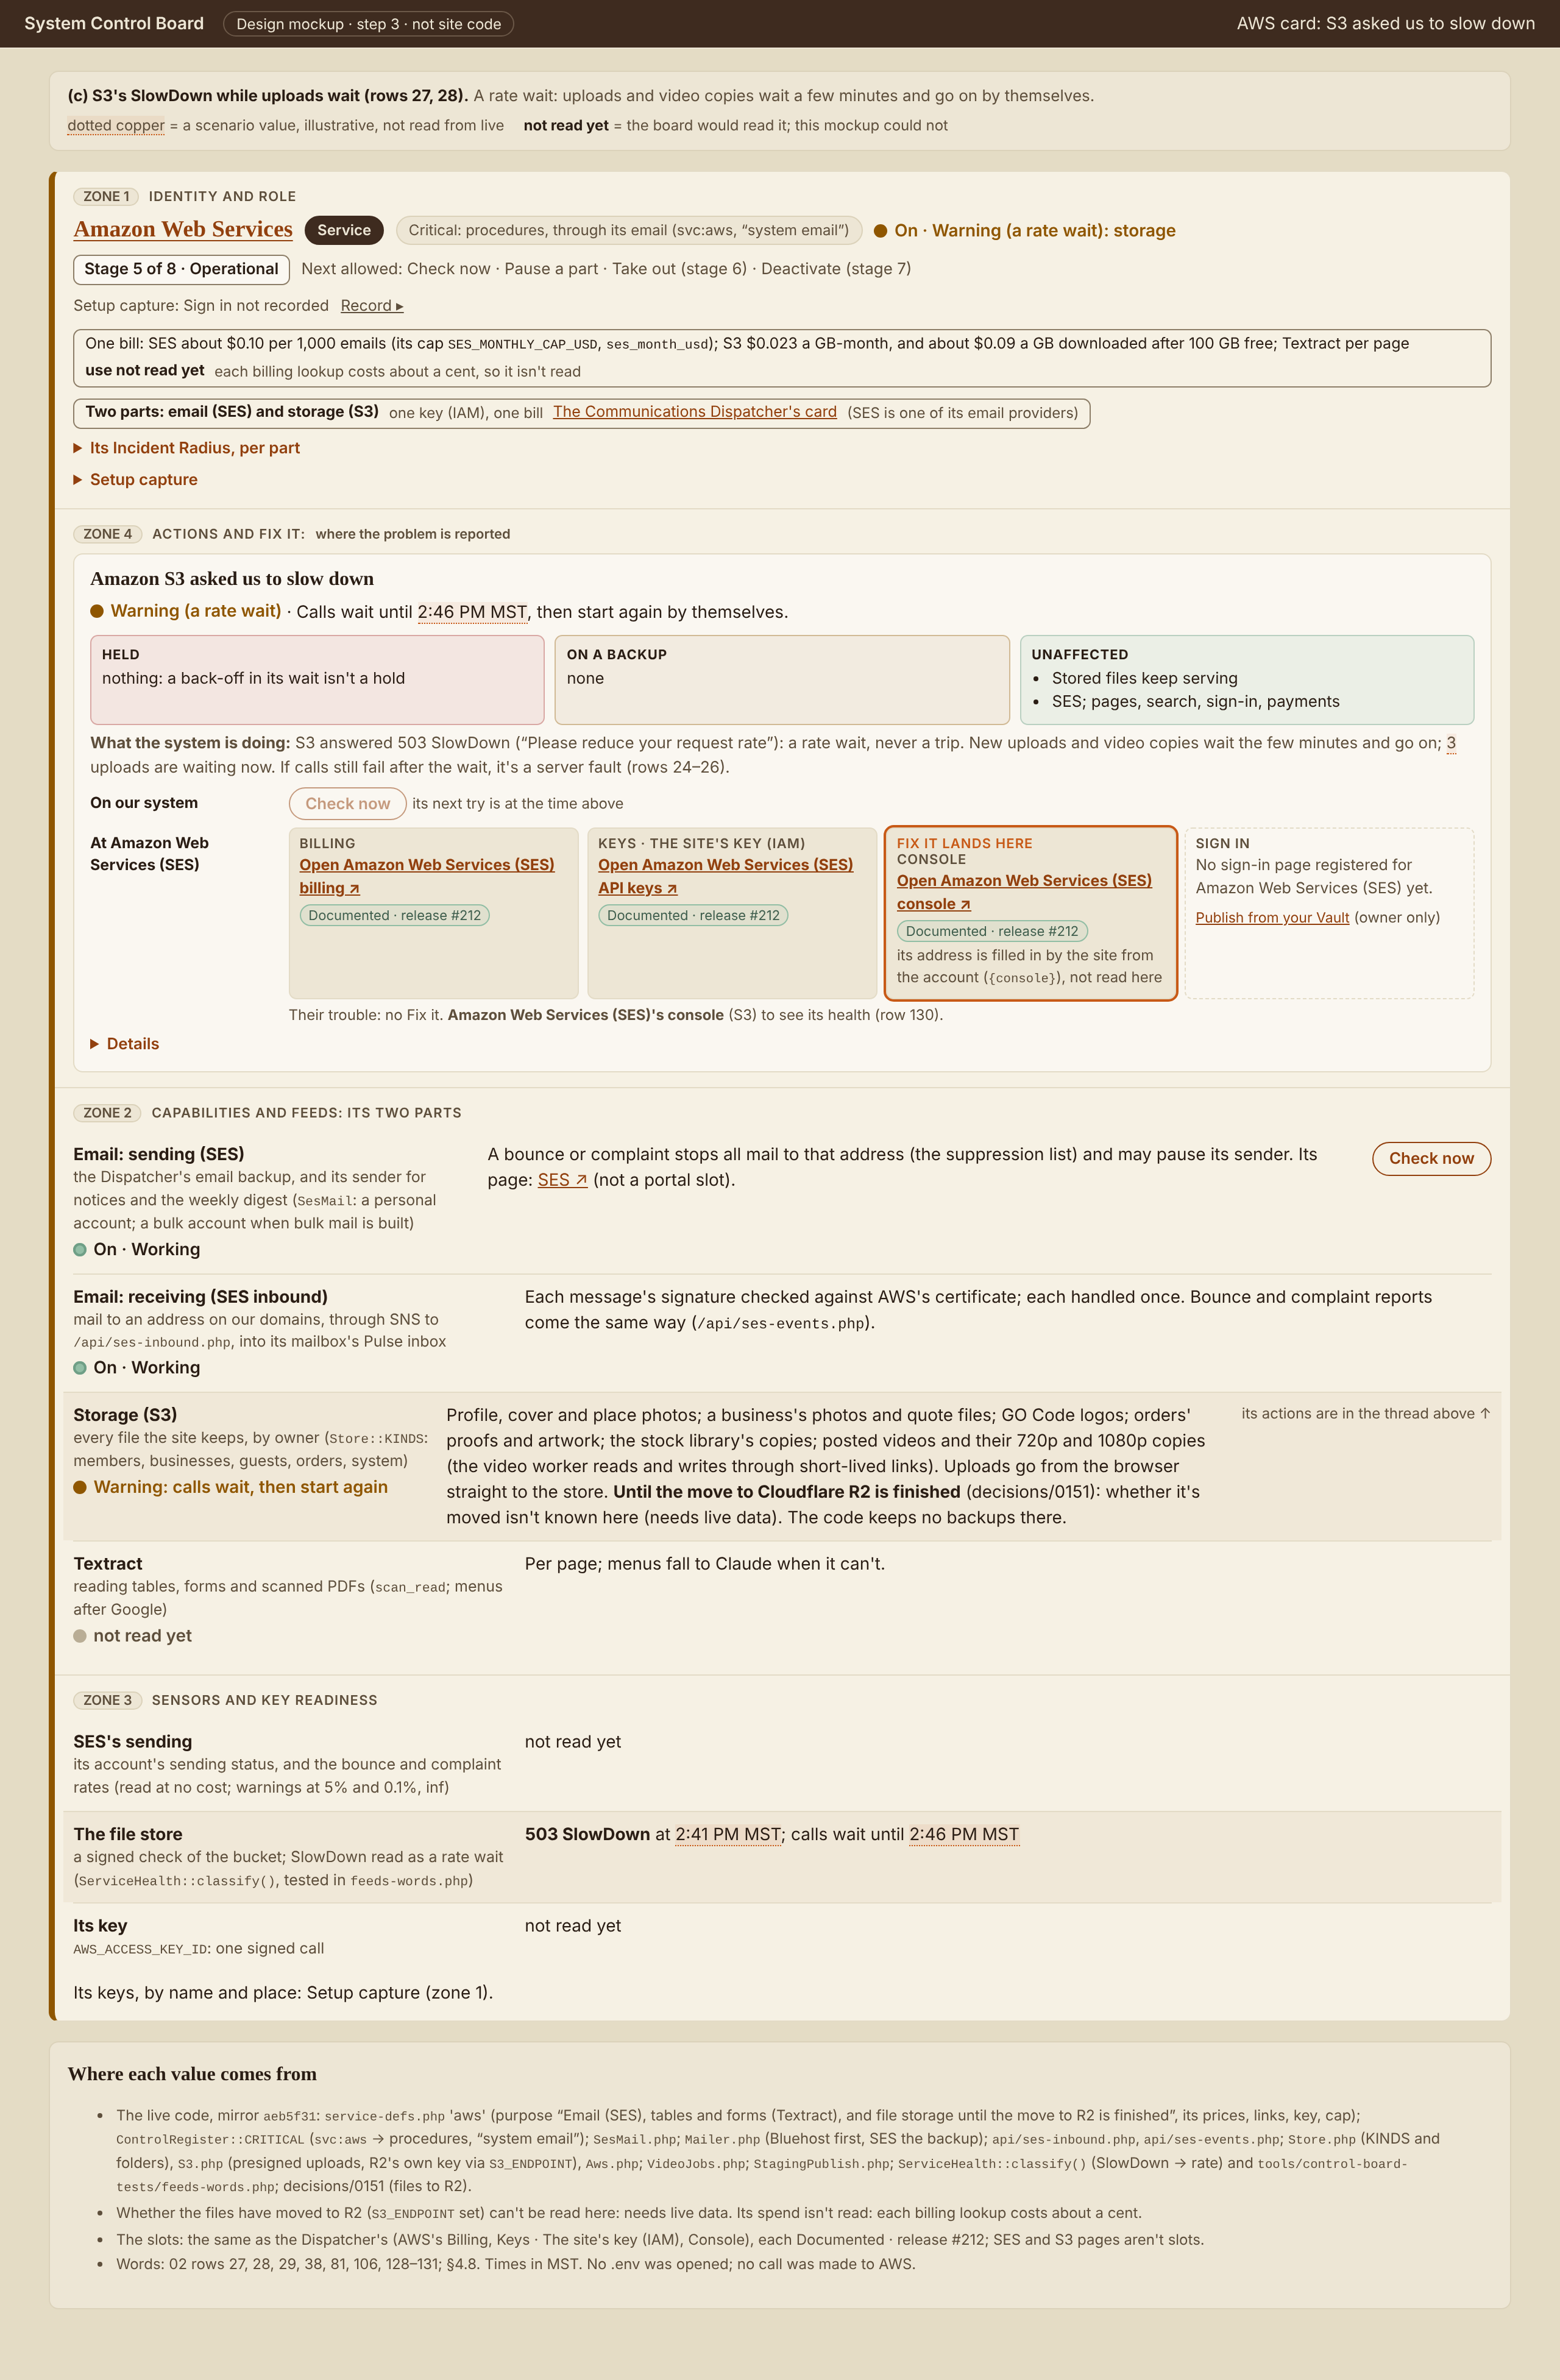 System Control Board
Design mockup · step 3 · not site code
AWS card: S3 asked us to slow down
(c) S3's SlowDown while uploads wait (rows 27, 28). A rate wait: uploads and video copies wait a few minutes and go on by themselves.
dotted copper = a scenario value, illustrative, not read from live not read yet = the board would read it; this mockup could not
ZONE 1 IDENTITY AND ROLE
Amazon Web Services Service Critical: procedures, through its email (svc:aws, “system email”) On · Warning (a rate wait): storage
Stage 5 of 8 · Operational Next allowed: Check now · Pause a part · Take out (stage 6) · Deactivate (stage 7)
Setup capture: Sign in not recorded Record ▸
One bill: SES about $0.10 per 1,000 emails (its cap SES_MONTHLY_CAP_USD, ses_month_usd); S3 $0.023 a GB-month, and about $0.09 a GB downloaded after 100 GB free; Textract per page
use not read yet each billing lookup costs about a cent, so it isn't read
Two parts: email (SES) and storage (S3) one key (IAM), one bill The Communications Dispatcher's card (SES is one of its email providers)
▶ Its Incident Radius, per part
▶ Setup capture
ZONE 4 ACTIONS AND FIX IT: where the problem is reported
Amazon S3 asked us to slow down
Warning (a rate wait) · Calls wait until 2:46 PM MST, then start again by themselves.
HELD
nothing: a back-off in its wait isn't a hold
ON A BACKUP
none
UNAFFECTED
• Stored files keep serving
• SES; pages, search, sign-in, payments
What the system is doing: S3 answered 503 SlowDown (“Please reduce your request rate”): a rate wait, never a trip. New uploads and video copies wait the few minutes and go on; 3
uploads are waiting now. If calls still fail after the wait, it's a server fault (rows 24–26).
On our system
Check now its next try is at the time above
At Amazon Web
Services (SES)
BILLING
Open Amazon Web Services (SES)
billing ↗
Documented · release #212
KEYS · THE SITE'S KEY (IAM)
Open Amazon Web Services (SES)
API keys ↗
Documented · release #212
FIX IT LANDS HERE
CONSOLE
Open Amazon Web Services (SES)
console ↗
Documented · release #212
its address is filled in by the site from
the account ({console}), not read here
SIGN IN
No sign-in page registered for
Amazon Web Services (SES) yet.
Publish from your Vault (owner only)
Their trouble: no Fix it. Amazon Web Services (SES)'s console (S3) to see its health (row 130).
▶ Details
ZONE 2 CAPABILITIES AND FEEDS: ITS TWO PARTS
Email: sending (SES)
the Dispatcher's email backup, and its sender for
notices and the weekly digest (SesMail: a personal
account; a bulk account when bulk mail is built)
On · Working
A bounce or complaint stops all mail to that address (the suppression list) and may pause its sender. Its
page: SES ↗ (not a portal slot).
Check now
Email: receiving (SES inbound)
mail to an address on our domains, through SNS to
/api/ses-inbound.php, into its mailbox's Pulse inbox
On · Working
Each message's signature checked against AWS's certificate; each handled once. Bounce and complaint reports
come the same way (/api/ses-events.php).
Storage (S3)
every file the site keeps, by owner (Store::KINDS:
members, businesses, guests, orders, system)
Warning: calls wait, then start again
Profile, cover and place photos; a business's photos and quote files; GO Code logos; orders'
proofs and artwork; the stock library's copies; posted videos and their 720p and 1080p copies
(the video worker reads and writes through short-lived links). Uploads go from the browser
straight to the store. Until the move to Cloudflare R2 is finished (decisions/0151): whether it's
moved isn't known here (needs live data). The code keeps no backups there.
its actions are in the thread above ↑
Textract
reading tables, forms and scanned PDFs (scan_read; menus
after Google)
not read yet
Per page; menus fall to Claude when it can't.
ZONE 3 SENSORS AND KEY READINESS
SES's sending
its account's sending status, and the bounce and complaint
rates (read at no cost; warnings at 5% and 0.1%, inf)
not read yet
The file store
a signed check of the bucket; SlowDown read as a rate wait
(ServiceHealth::classify(), tested in feeds-words.php)
503 SlowDown at 2:41 PM MST; calls wait until 2:46 PM MST
Its key
AWS_ACCESS_KEY_ID: one signed call
not read yet
Its keys, by name and place: Setup capture (zone 1).
Where each value comes from
• The live code, mirror aeb5f31: service-defs.php 'aws' (purpose “Email (SES), tables and forms (Textract), and file storage until the move to R2 is finished”, its prices, links, key, cap);
ControlRegister::CRITICAL (svc:aws → procedures, “system email”); SesMail.php; Mailer.php (Bluehost first, SES the backup); api/ses-inbound.php, api/ses-events.php; Store.php (KINDS and
folders), S3.php (presigned uploads, R2's own key via S3_ENDPOINT), Aws.php; VideoJobs.php; StagingPublish.php; ServiceHealth::classify() (SlowDown → rate) and tools/control-board-
tests/feeds-words.php; decisions/0151 (files to R2).
• Whether the files have moved to R2 (S3_ENDPOINT set) can't be read here: needs live data. Its spend isn't read: each billing lookup costs about a cent.
• The slots: the same as the Dispatcher's (AWS's Billing, Keys · The site's key (IAM), Console), each Documented · release #212; SES and S3 pages aren't slots.
• Words: 02 rows 27, 28, 29, 38, 81, 106, 128–131; §4.8. Times in MST. No .env was opened; no call was made to AWS.